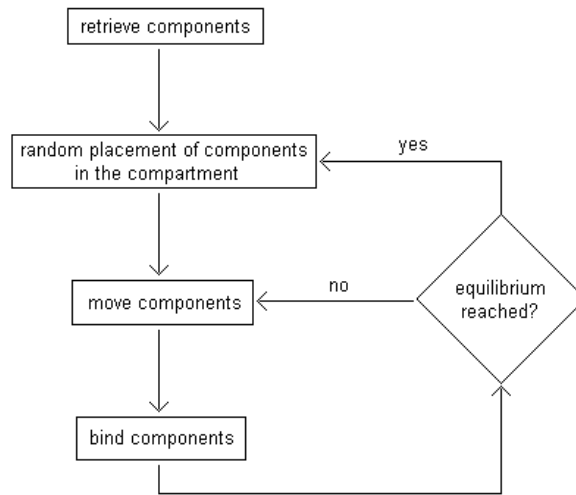 retrieve components
random placement of components
in the compartment
yes
move components
no
equilibrium
reached?
bind components